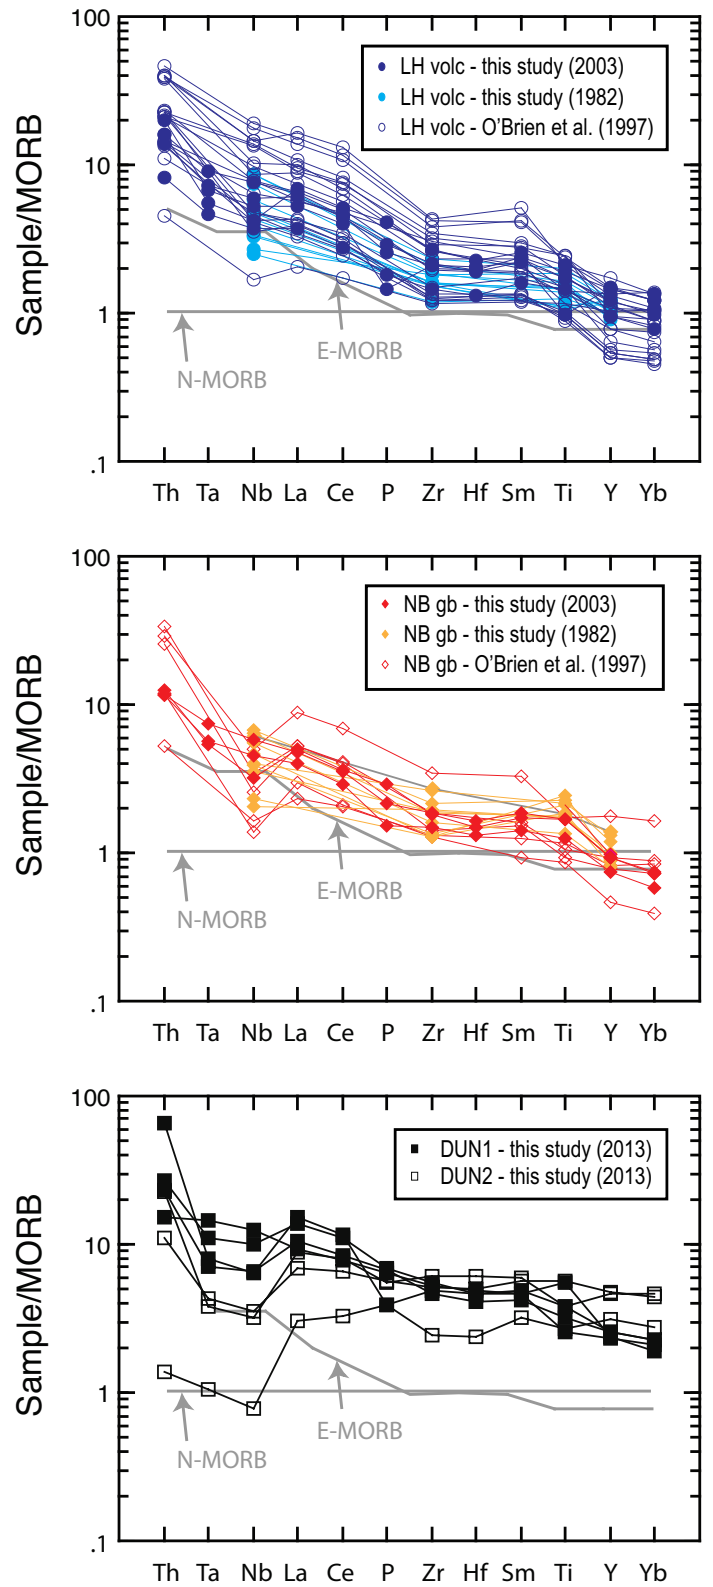 100
LH volc - this study (2003)
LH volc - this study (1982)
LH volc - O'Brien et al. (1997)
10
Sample/MORB
1
N-MORB
E-MORB
.1
Th Ta Nb La Ce P Zr Hf Sm Ti Y Yb
100
NB gb - this study (2003)
NB gb - this study (1982)
NB gb - O'Brien et al. (1997)
10
Sample/MORB
1
N-MORB
E-MORB
.1
Th Ta Nb La Ce P Zr Hf Sm Ti Y Yb
100
DUN1 - this study (2013)
DUN2 - this study (2013)
10
Sample/MORB
1
N-MORB
E-MORB
.1
Th Ta Nb La Ce P Zr Hf Sm Ti Y Yb